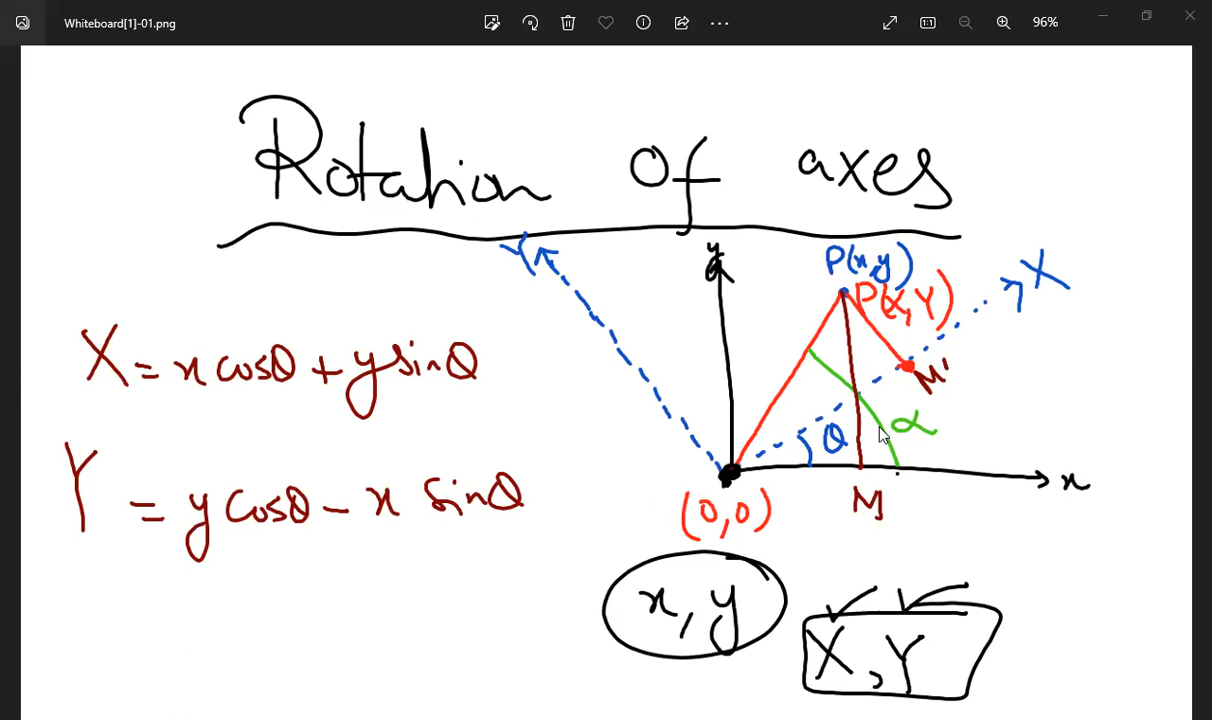 Whiteboard[1]-01.png
96%
Rotation Of axes
y
Y
P(x,y)
P(X,Y)
X
X = x cosθ + y sinθ
M'
α
θ
x
Y = y cosθ - x sinθ
(0,0)
M
x, y
X, Y